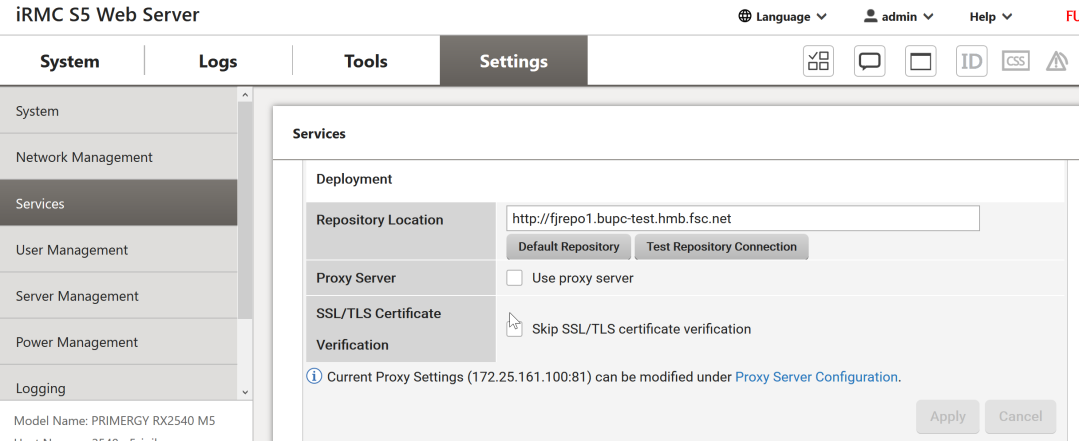 iRMC S5 Web Server
Language
admin
Help
System
Logs
Tools
Settings
ID
CSS
System
Network Management
Services
User Management
Server Management
Power Management
Logging
Model Name: PRIMERGY RX2540 M5
Services
Deployment
Repository Location
http://fjrepo1.bupc-test.hmb.fsc.net
Default Repository
Test Repository Connection
Proxy Server
Use proxy server
SSL/TLS Certificate
Verification
Skip SSL/TLS certificate verification
Current Proxy Settings (172.25.161.100:81) can be modified under Proxy Server Configuration.
Apply
Cancel